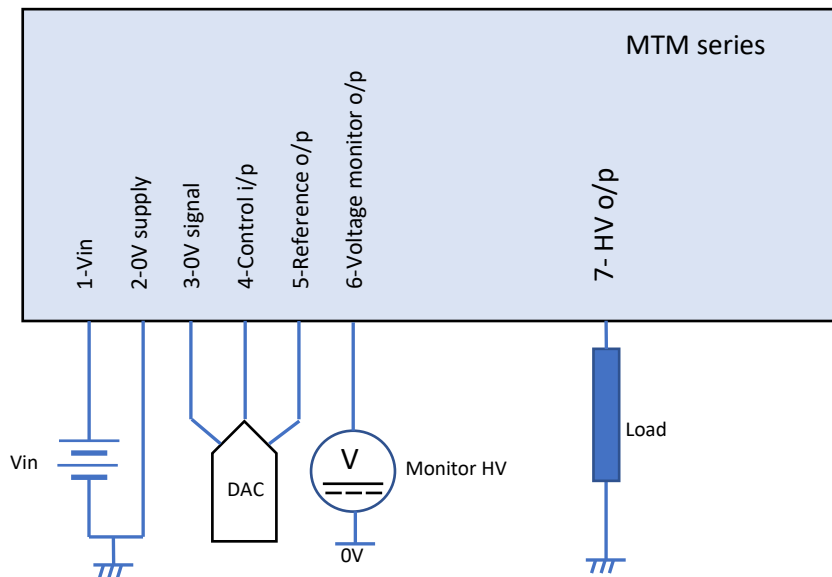 MTM series
1-Vin
2-0V supply
3-0V signal
4-Control i/p
5-Reference o/p
6-Voltage monitor o/p
7- HV o/p
Vin
DAC
V
Monitor HV
0V
Load